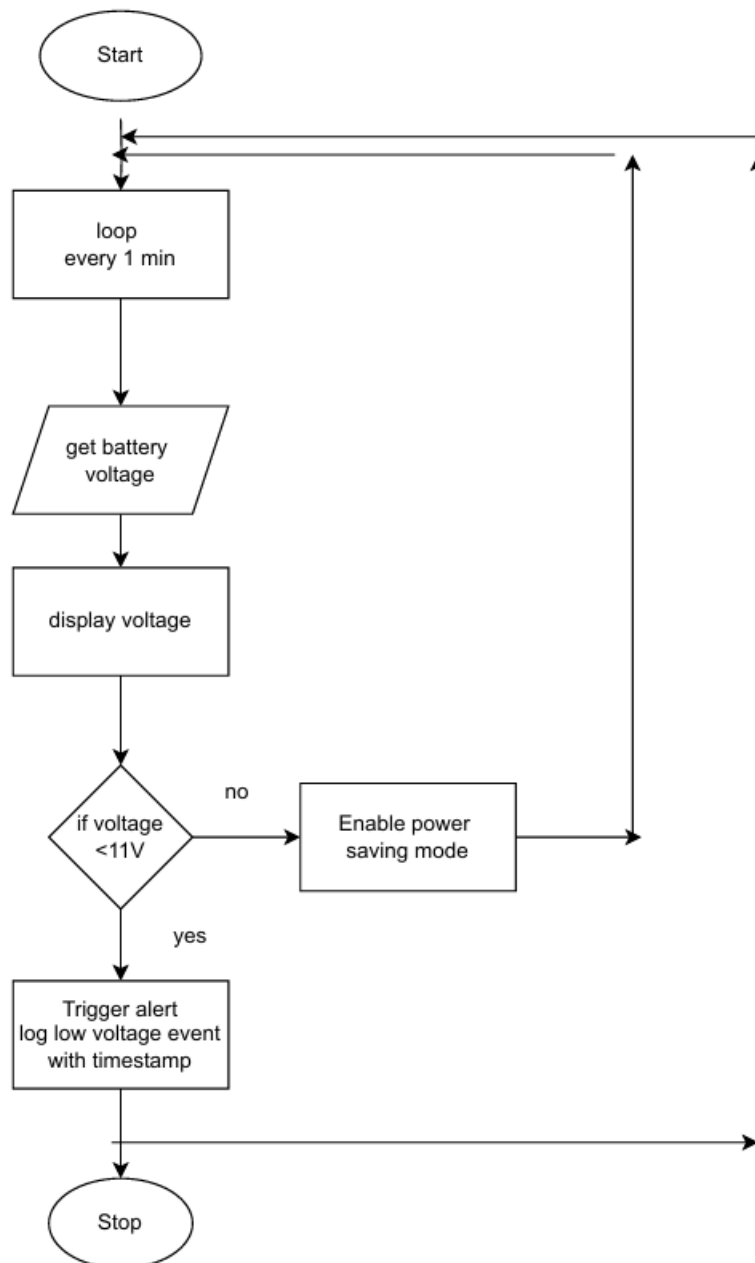 Start
loop
every 1 min
get battery
voltage
display voltage
if voltage
<11V
no
Enable power
saving mode
yes
Trigger alert
log low voltage event
with timestamp
Stop